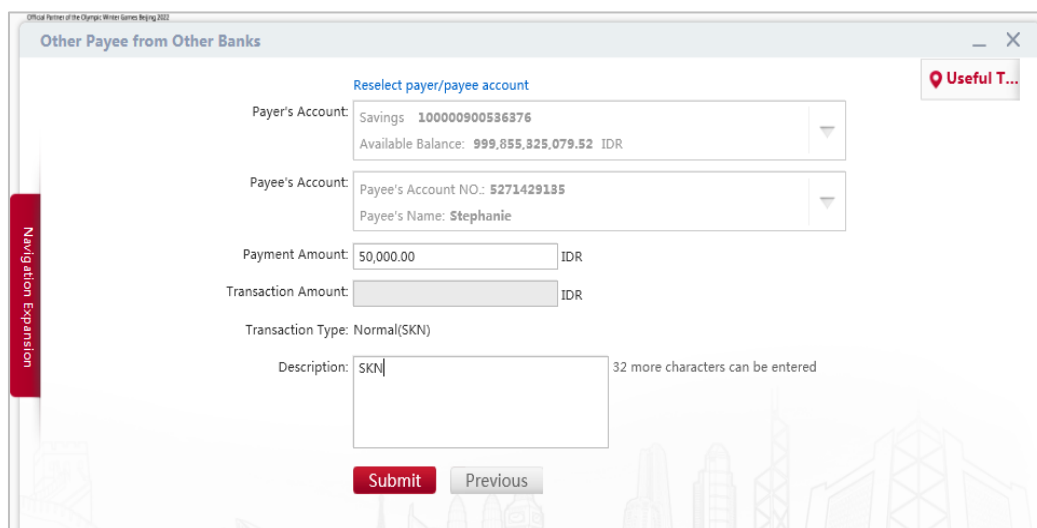 Official Partner of the Olympic Winter Games Beijing 2022
Other Payee from Other Banks
Useful T...
Reselect payer/payee account
Payer's Account: Savings 100000900536376
Available Balance: 999,855,325,079.52 IDR
Payee's Account: Payee's Account NO.: 5271429135
Payee's Name: Stephanie
Navigation Expansion
Payment Amount: 50,000.00 IDR
Transaction Amount: IDR
Transaction Type: Normal(SKN)
Description: SKN 32 more characters can be entered
Submit Previous